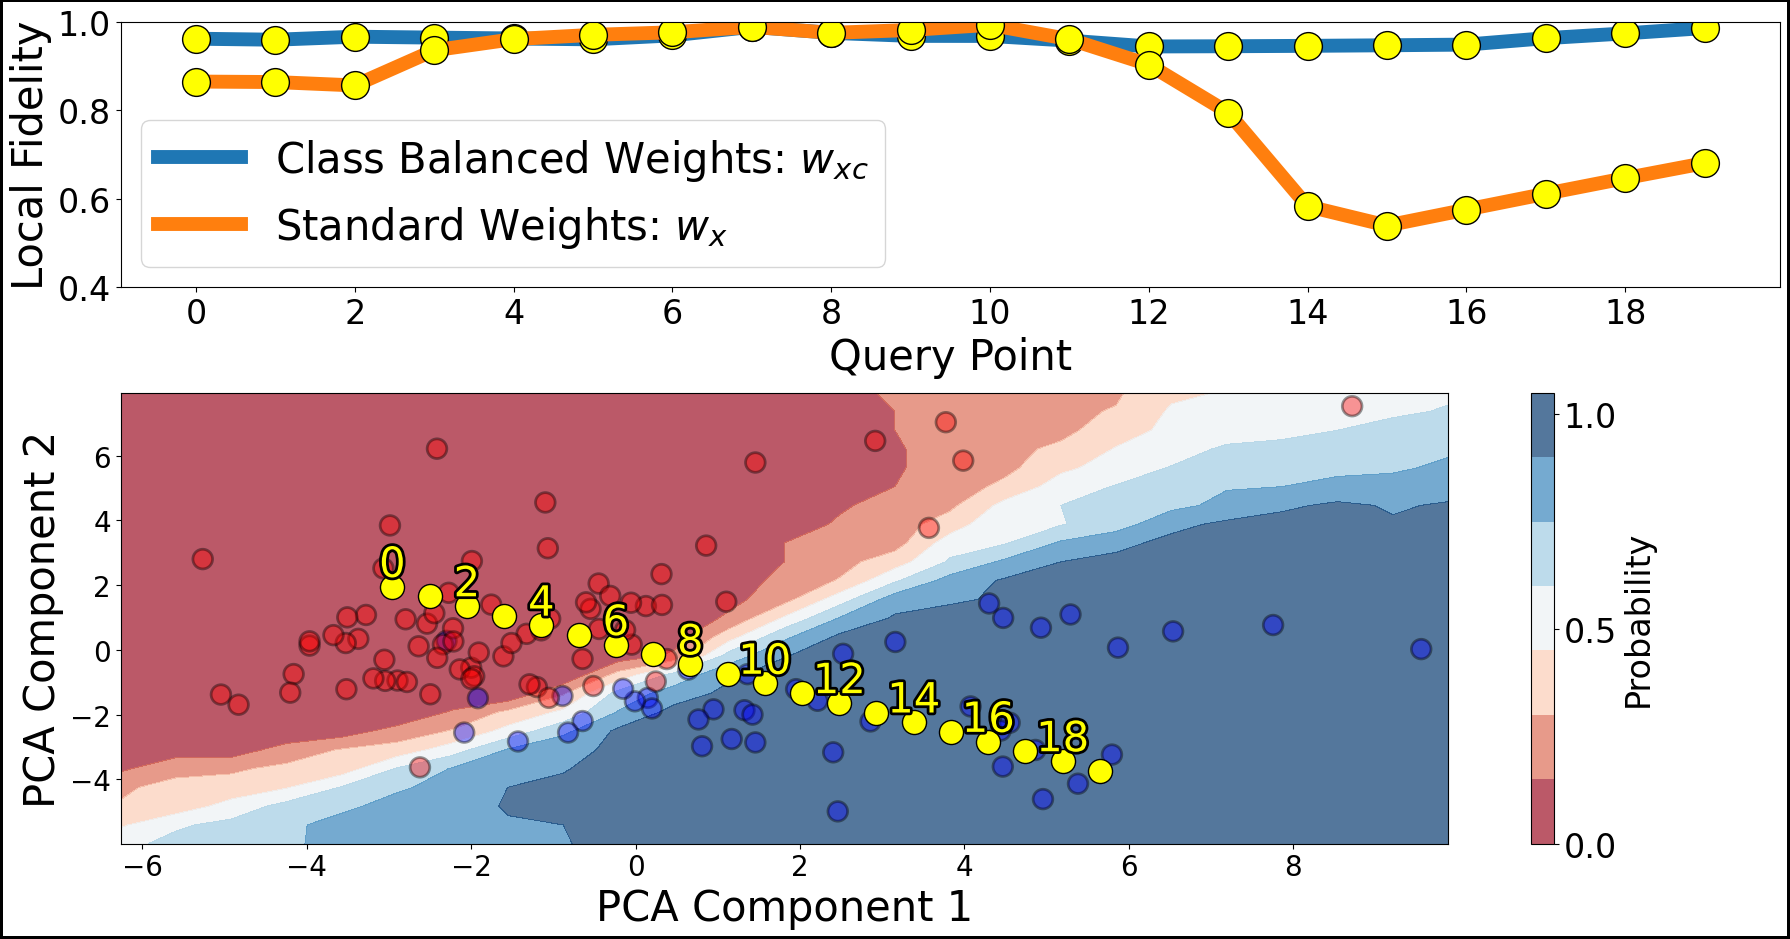 Local Fidelity
1.0
0.8
0.6
0.4
Class Balanced Weights: w_xc
Standard Weights: w_x
0 2 4 6 8 10 12 14 16 18
Query Point
PCA Component 2
6
4
2
0
−2
−4
0 2 4 6 8 10 12 14 16 18
−6 −4 −2 0 2 4 6 8
PCA Component 1
1.0
0.5
0.0
Probability